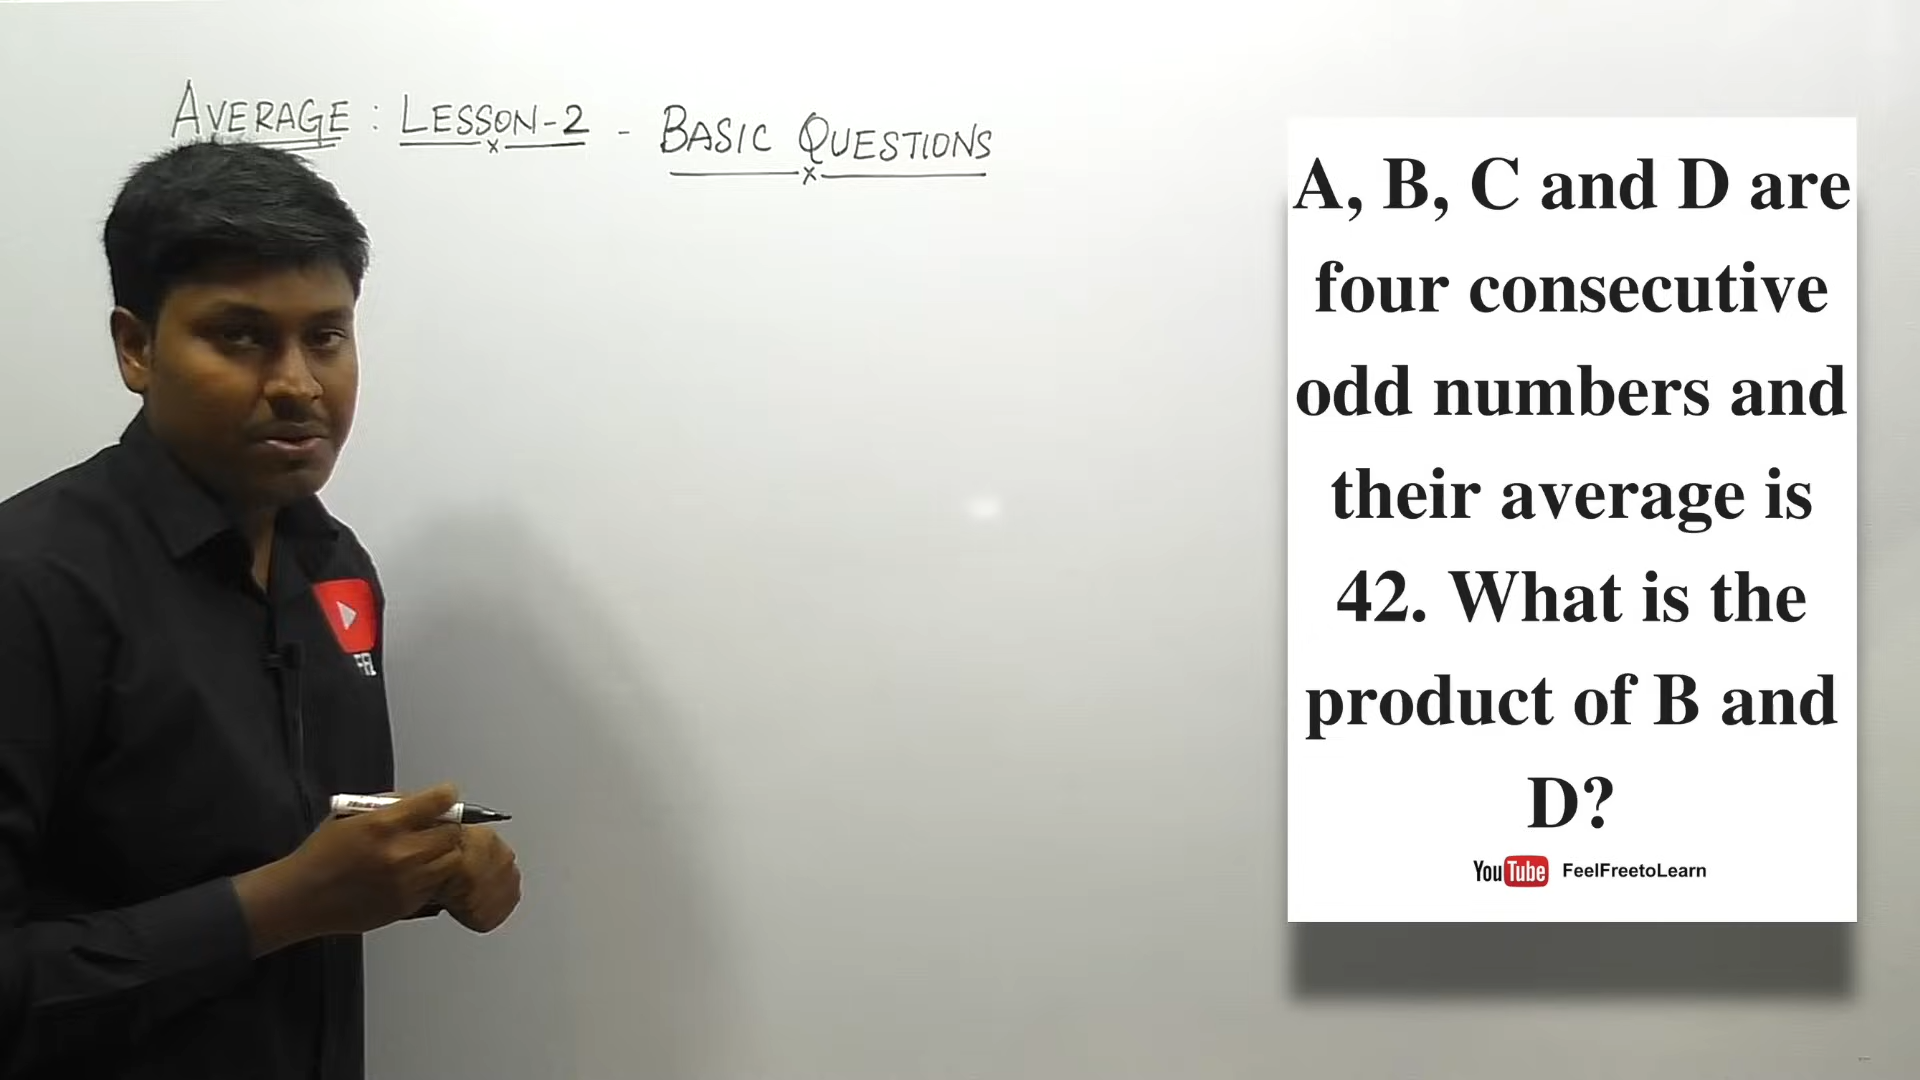 AVERAGE : LESSON-2 - BASIC QUESTIONS
A, B, C and D are
four consecutive
odd numbers and
their average is
42. What is the
product of B and
D?
YouTube FeelFreetoLearn
FFL